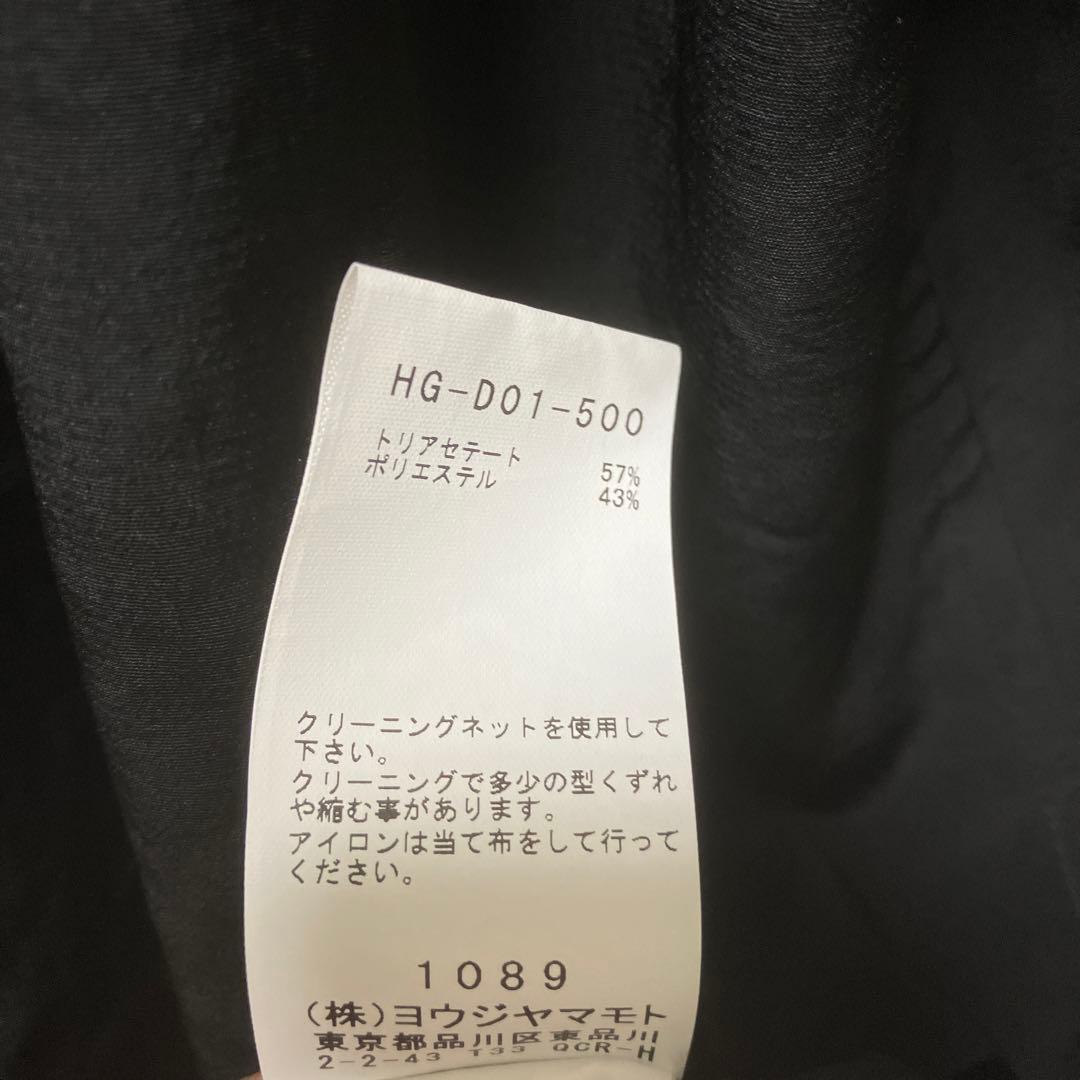 HG-D01-500
トリアセテート 57%
ポリエステル 43%
クリーニングネットを使用して
下さい。
クリーニングで多少の型くずれ
や縮む事があります。
アイロンは当て布をして行って
ください。
1089
(株)ヨウジヤマモト
東京都品川区東品川
2-2-43 T33 QCR-H